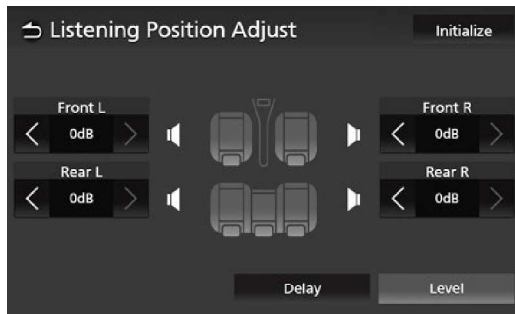 Listening Position Adjust
Initialize
Front L
0dB
Front R
0dB
Rear L
0dB
Rear R
0dB
Delay
Level